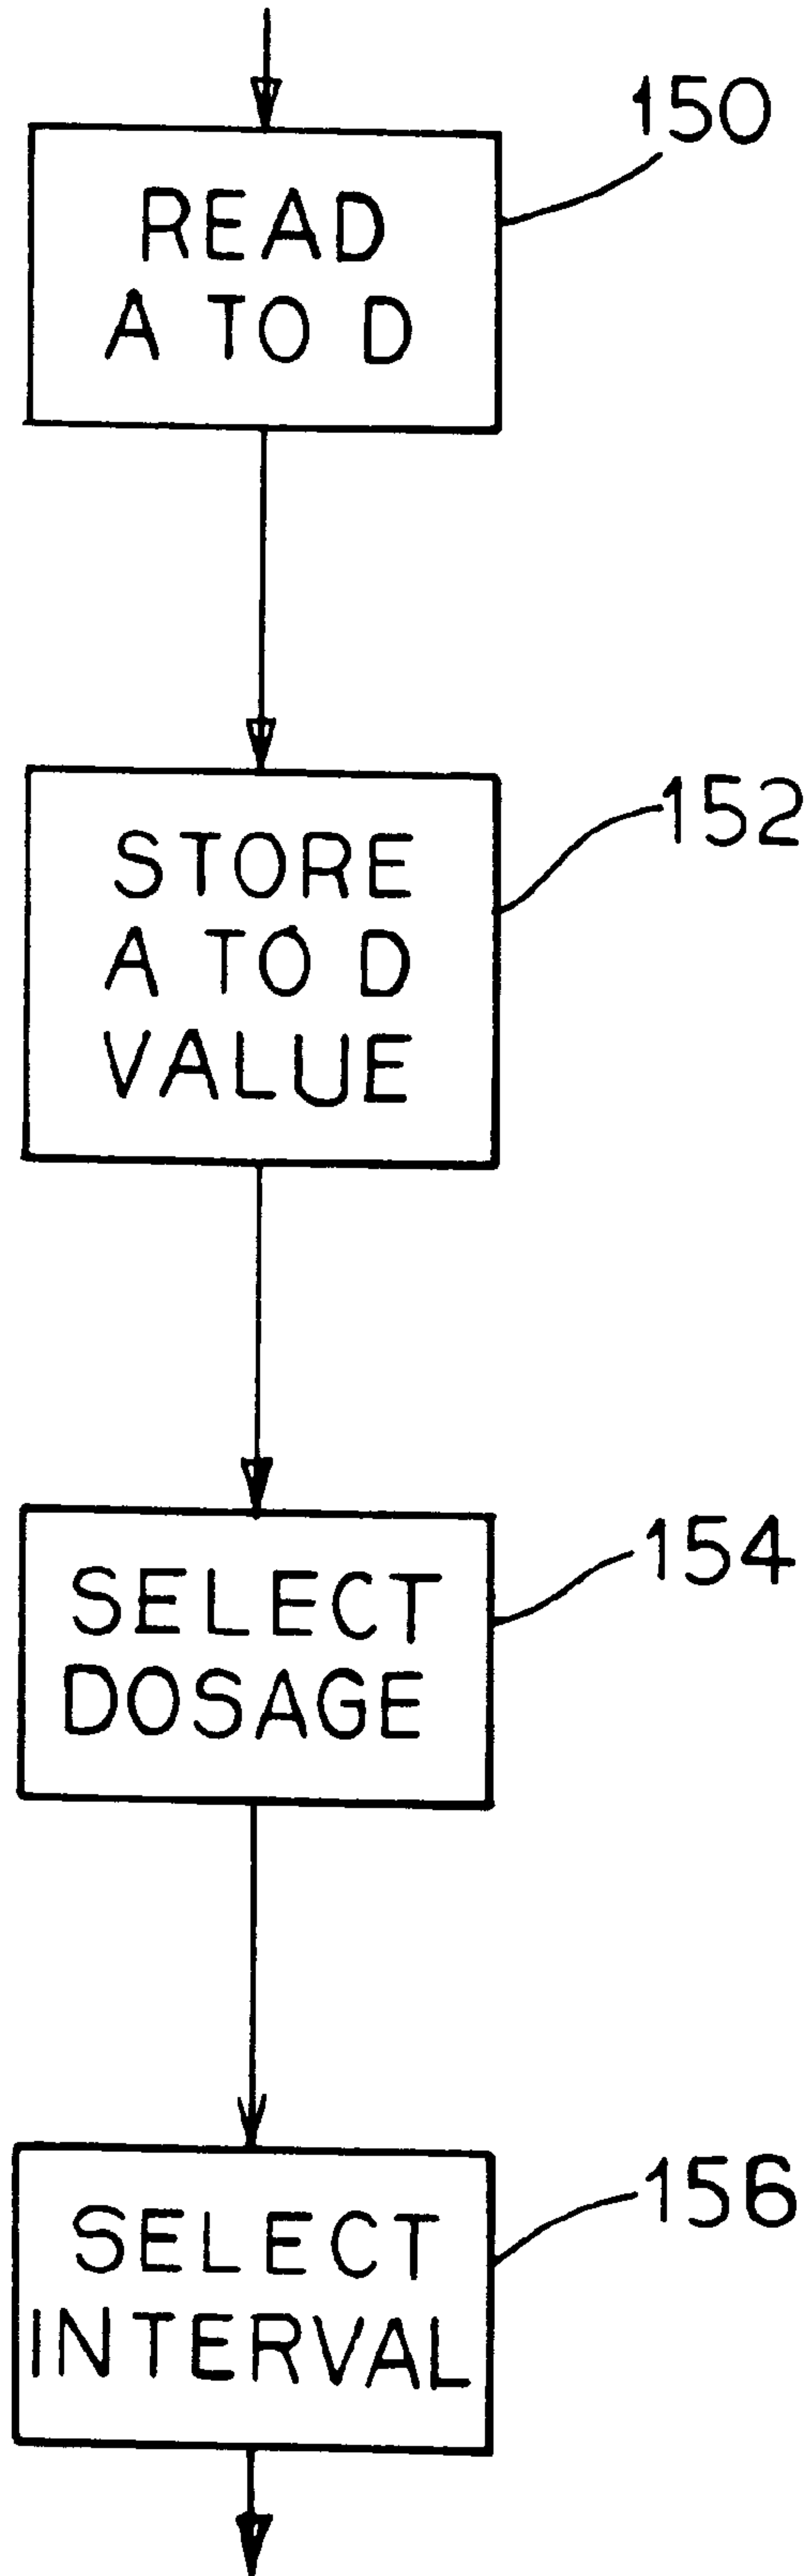 150
READ
A TO D
152
STORE
A TO D
VALUE
154
SELECT
DOSAGE
156
SELECT
INTERVAL